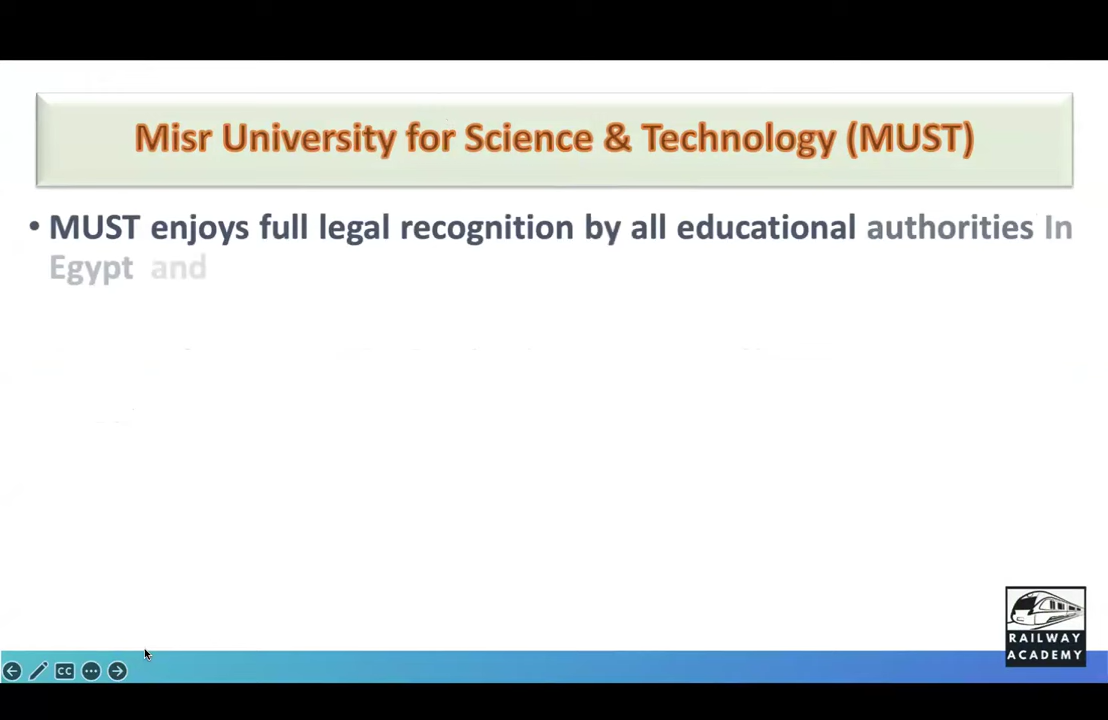 Misr University for Science & Technology (MUST)
• MUST enjoys full legal recognition by all educational authorities In
Egypt and
RAILWAY
ACADEMY
CC